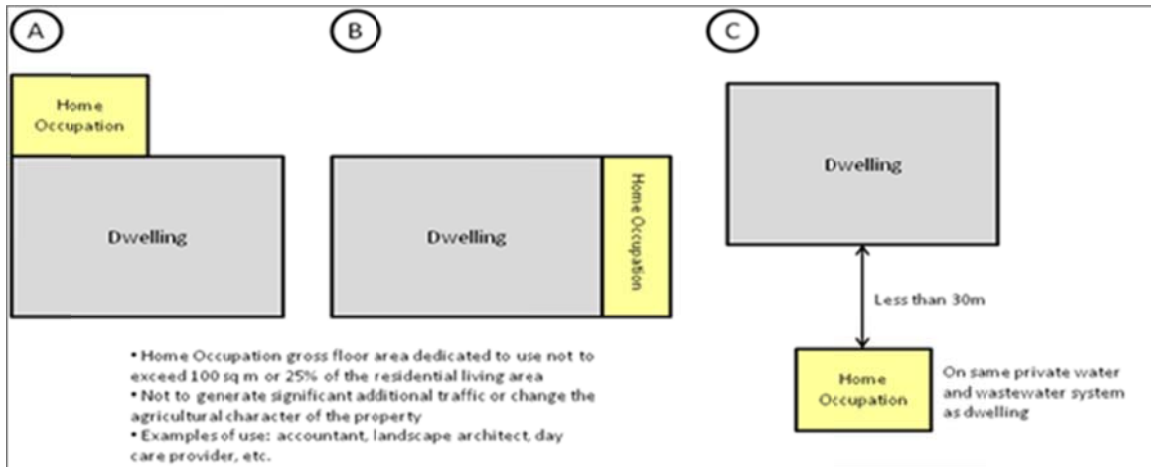 A
B
C
Home
Occupation
Dwelling
Dwelling
Home Occupation
Dwelling
Less than 30m
Home
Occupation
On same private water
and wastewater system
as dwelling
• Home Occupation gross floor area dedicated to use not to
exceed 100 sq m or 25% of the residential living area
• Not to generate significant additional traffic or change the
agricultural character of the property
• Examples of use: accountant, landscape architect, day
care provider, etc.